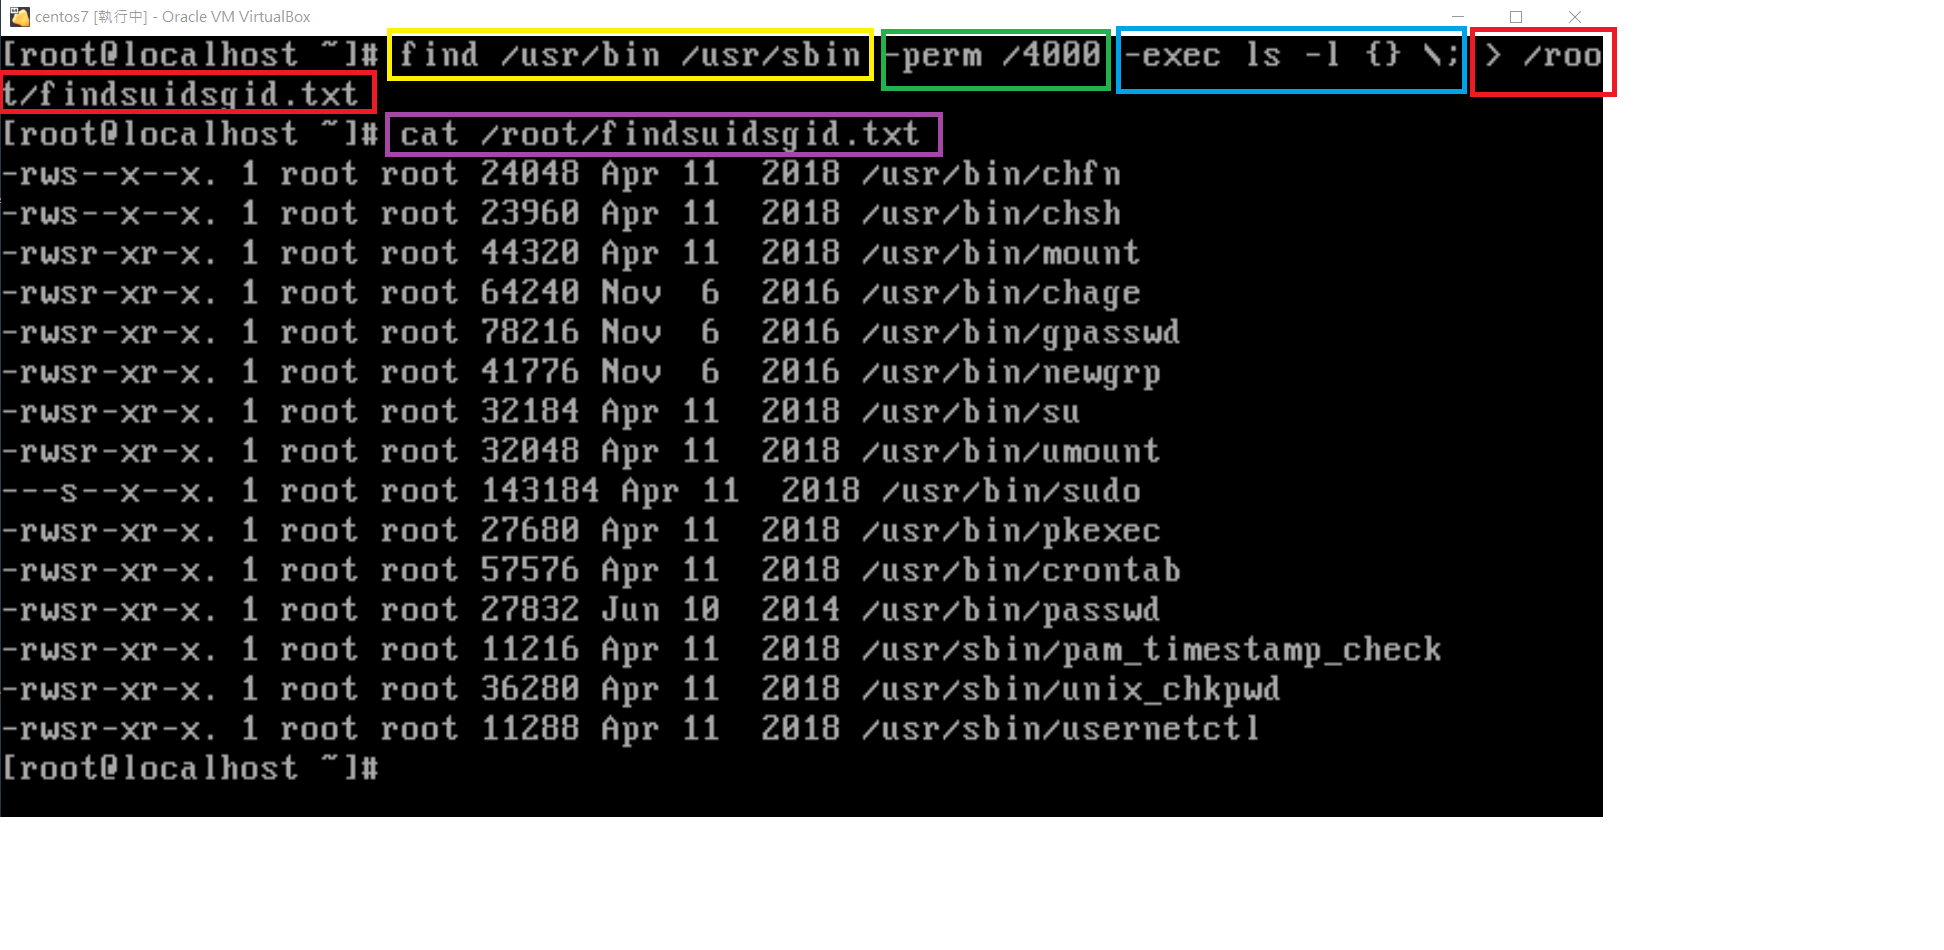 centos7 [執行中] - Oracle VM VirtualBox
[root@localhost ~]# find /usr/bin /usr/sbin -perm /4000 -exec ls -l {} \; > /roo
t/findsuidsgid.txt
[root@localhost ~]# cat /root/findsuidsgid.txt
-rws--x--x. 1 root root 24048 Apr 11  2018 /usr/bin/chfn
-rws--x--x. 1 root root 23960 Apr 11  2018 /usr/bin/chsh
-rwsr-xr-x. 1 root root 44320 Apr 11  2018 /usr/bin/mount
-rwsr-xr-x. 1 root root 64240 Nov  6  2016 /usr/bin/chage
-rwsr-xr-x. 1 root root 78216 Nov  6  2016 /usr/bin/gpasswd
-rwsr-xr-x. 1 root root 41776 Nov  6  2016 /usr/bin/newgrp
-rwsr-xr-x. 1 root root 32184 Apr 11  2018 /usr/bin/su
-rwsr-xr-x. 1 root root 32048 Apr 11  2018 /usr/bin/umount
---s--x--x. 1 root root 143184 Apr 11  2018 /usr/bin/sudo
-rwsr-xr-x. 1 root root 27680 Apr 11  2018 /usr/bin/pkexec
-rwsr-xr-x. 1 root root 57576 Apr 11  2018 /usr/bin/crontab
-rwsr-xr-x. 1 root root 27832 Jun 10  2014 /usr/bin/passwd
-rwsr-xr-x. 1 root root 11216 Apr 11  2018 /usr/sbin/pam_timestamp_check
-rwsr-xr-x. 1 root root 36280 Apr 11  2018 /usr/sbin/unix_chkpwd
-rwsr-xr-x. 1 root root 11288 Apr 11  2018 /usr/sbin/usernetctl
[root@localhost ~]#